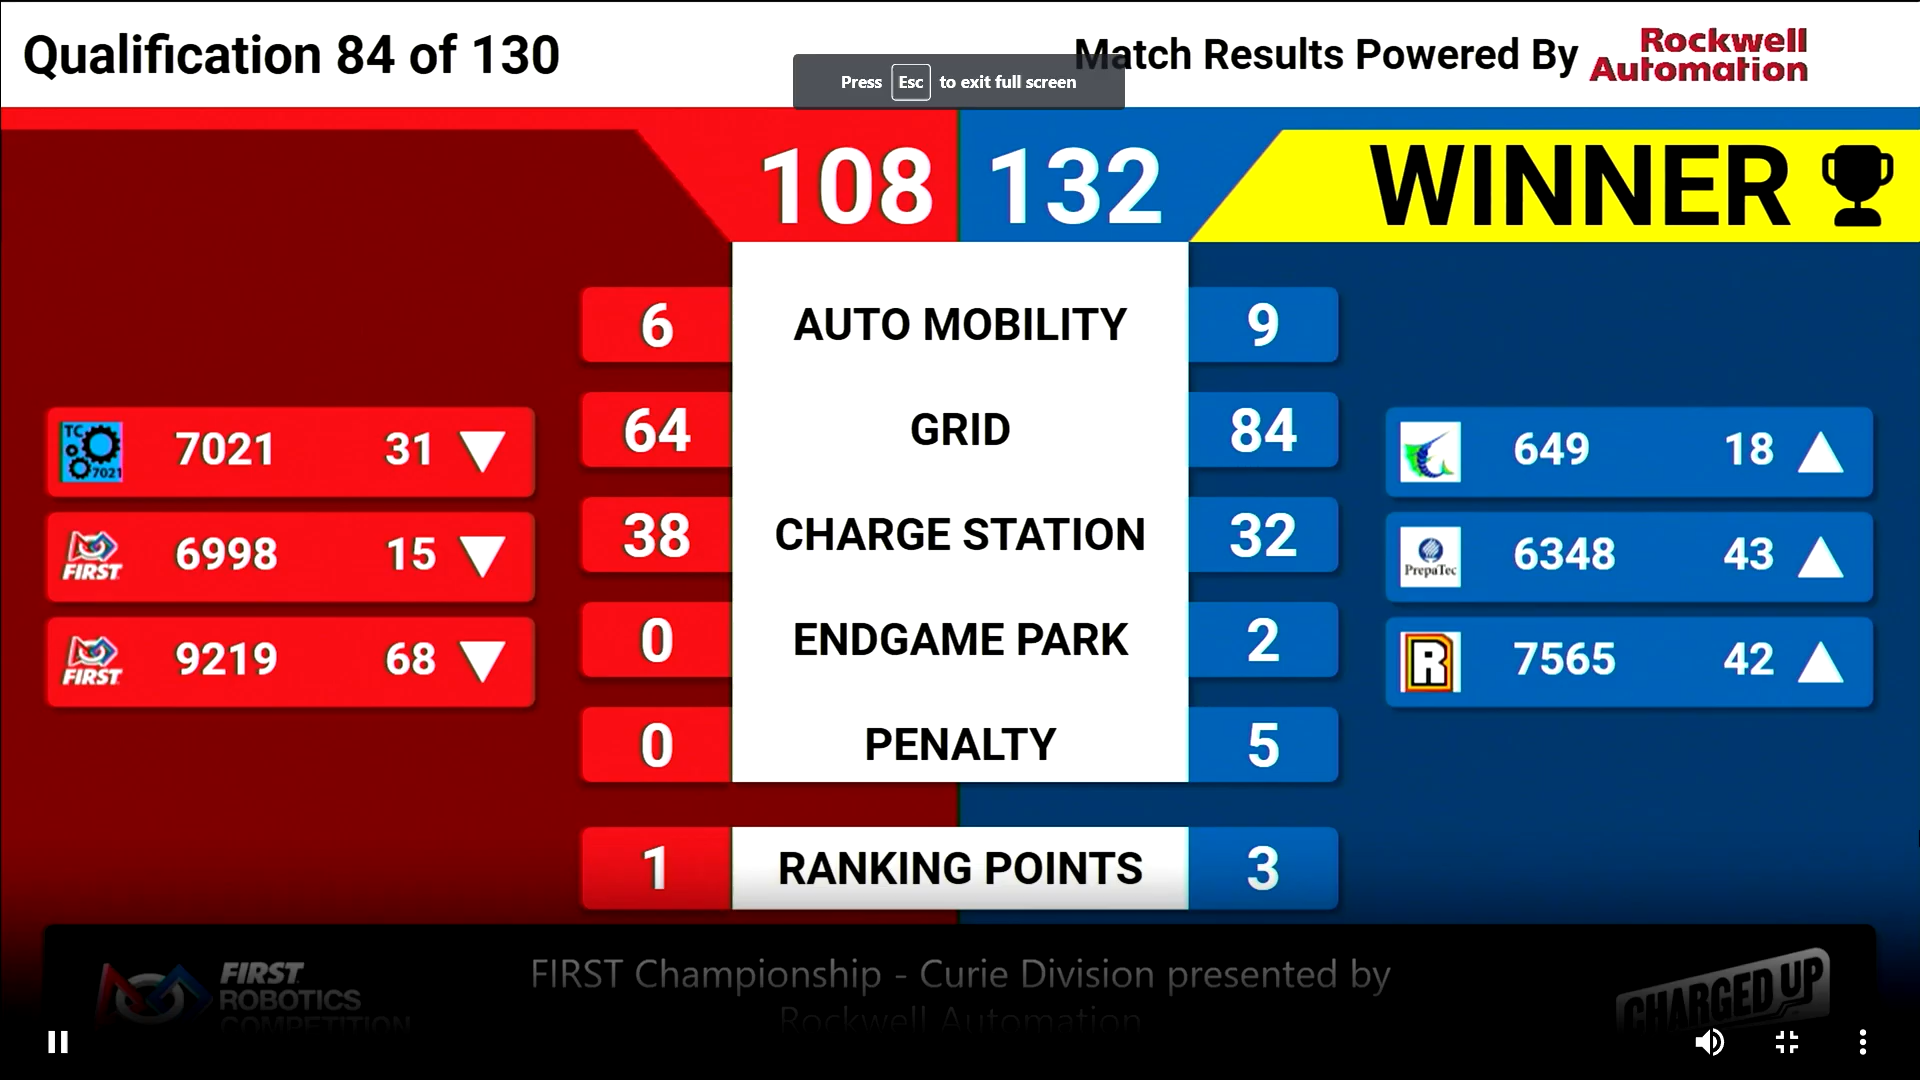 Qualification 84 of 130
Match Results Powered By
Rockwell
Automation
Press Esc to exit full screen
108 132 WINNER
6 AUTO MOBILITY 9
64 GRID 84
TC
7021
7021 31
649 18
38 CHARGE STATION 32
FIRST
6998 15
PrepaTec
6348 43
0 ENDGAME PARK 2
FIRST
9219 68
R
7565 42
0 PENALTY 5
1 RANKING POINTS 3
FIRST
ROBOTICS
COMPETITION
FIRST Championship - Curie Division presented by
Rockwell Automation
CHARGED UP